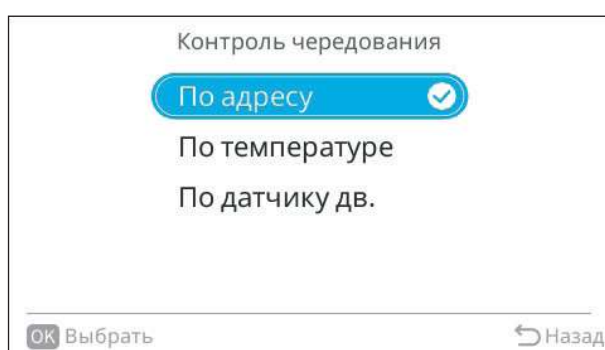 Контроль чередования
По адресу
По температуре
По датчику дв.
OK Выбрать
Назад